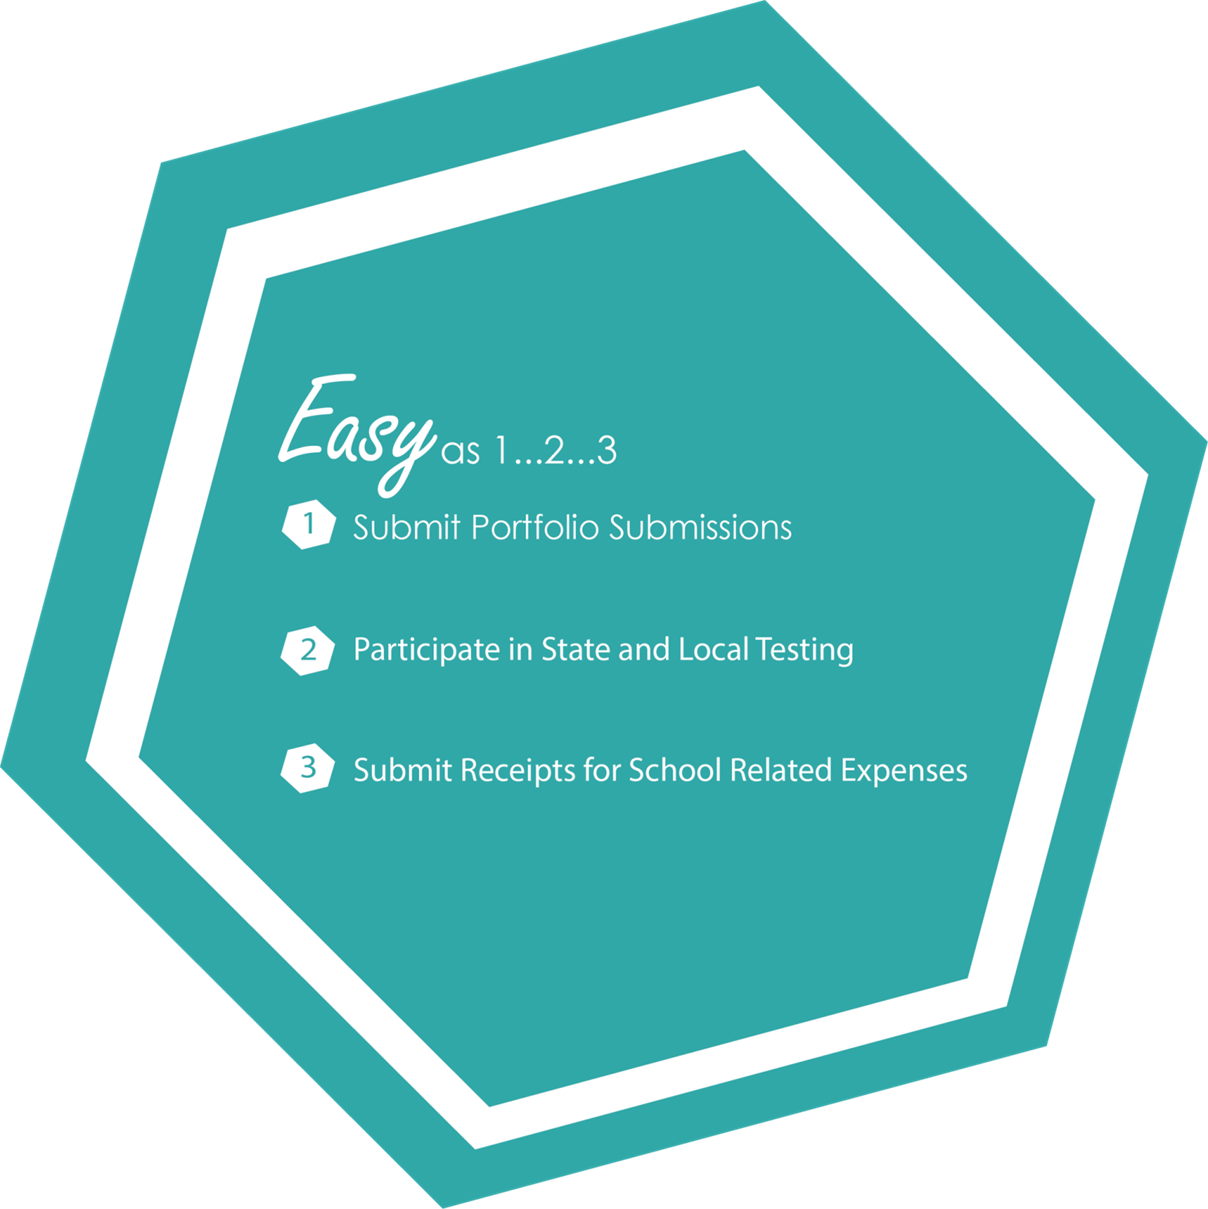 Easy as 1...2...3
1 Submit Portfolio Submissions
2 Participate in State and Local Testing
3 Submit Receipts for School Related Expenses